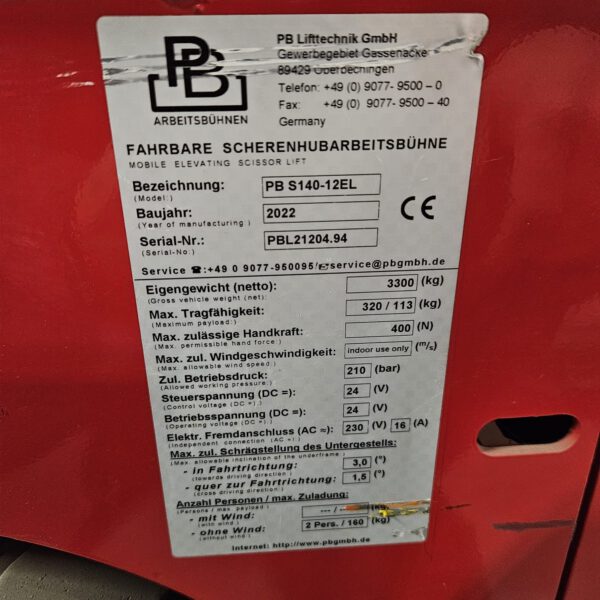 PB
ARBEITSBÜHNEN
PB Lifttechnik GmbH
Gewerbegebiet Gassenäcke
89429 Oberbechingen
Telefon: +49 (0) 9077- 9500 – 0
Fax: +49 (0) 9077- 9500 – 40
Germany
FAHRBARE SCHERENHUBARBEITSBÜHNE
MOBILE ELEVATING SCISSOR LIFT
Bezeichnung: PB S140-12EL
(Model:)
Baujahr: 2022
(Year of manufacturing:)
CE
Serial-Nr.: PBL21204.94
(Serial-No.:)
Service ☎:+49 0 9077-950095/✉service@pbgmbh.de
Eigengewicht (netto): 3300 (kg)
(Gross vehicle weight (net):
Max. Tragfähigkeit: 320 / 113 (kg)
(Maximum payload:)
Max. zulässige Handkraft: 400 (N)
(Max. permissible hand force:)
Max. zul. Windgeschwindigkeit: indoor use only (m/s)
(Max. allowable wind speed:)
Zul. Betriebsdruck: 210 (bar)
(Allowed working pressure:)
Steuerspannung (DC =): 24 (V)
(Control voltage (DC =):)
Betriebsspannung (DC =): 24 (V)
(Operating voltage (DC =):)
Elektr. Fremdanschluss (AC ≈): 230 (V) 16 (A)
(Independent connection (AC ≈):)
Max. zul. Schrägstellung des Untergestells:
(Max. allowable inclination of the underframe)
- in Fahrtrichtung: 3,0 (°)
(towards driving direction:)
- quer zur Fahrtrichtung: 1,5 (°)
(cross driving direction:)
Anzahl Personen / max. Zuladung:
(Persons / max. payload)
- mit Wind: --- / -- (kg)
(with wind:)
- ohne Wind: 2 Pers. / 160 (kg)
(without wind:)
Internet: http://www.pbgmbh.de